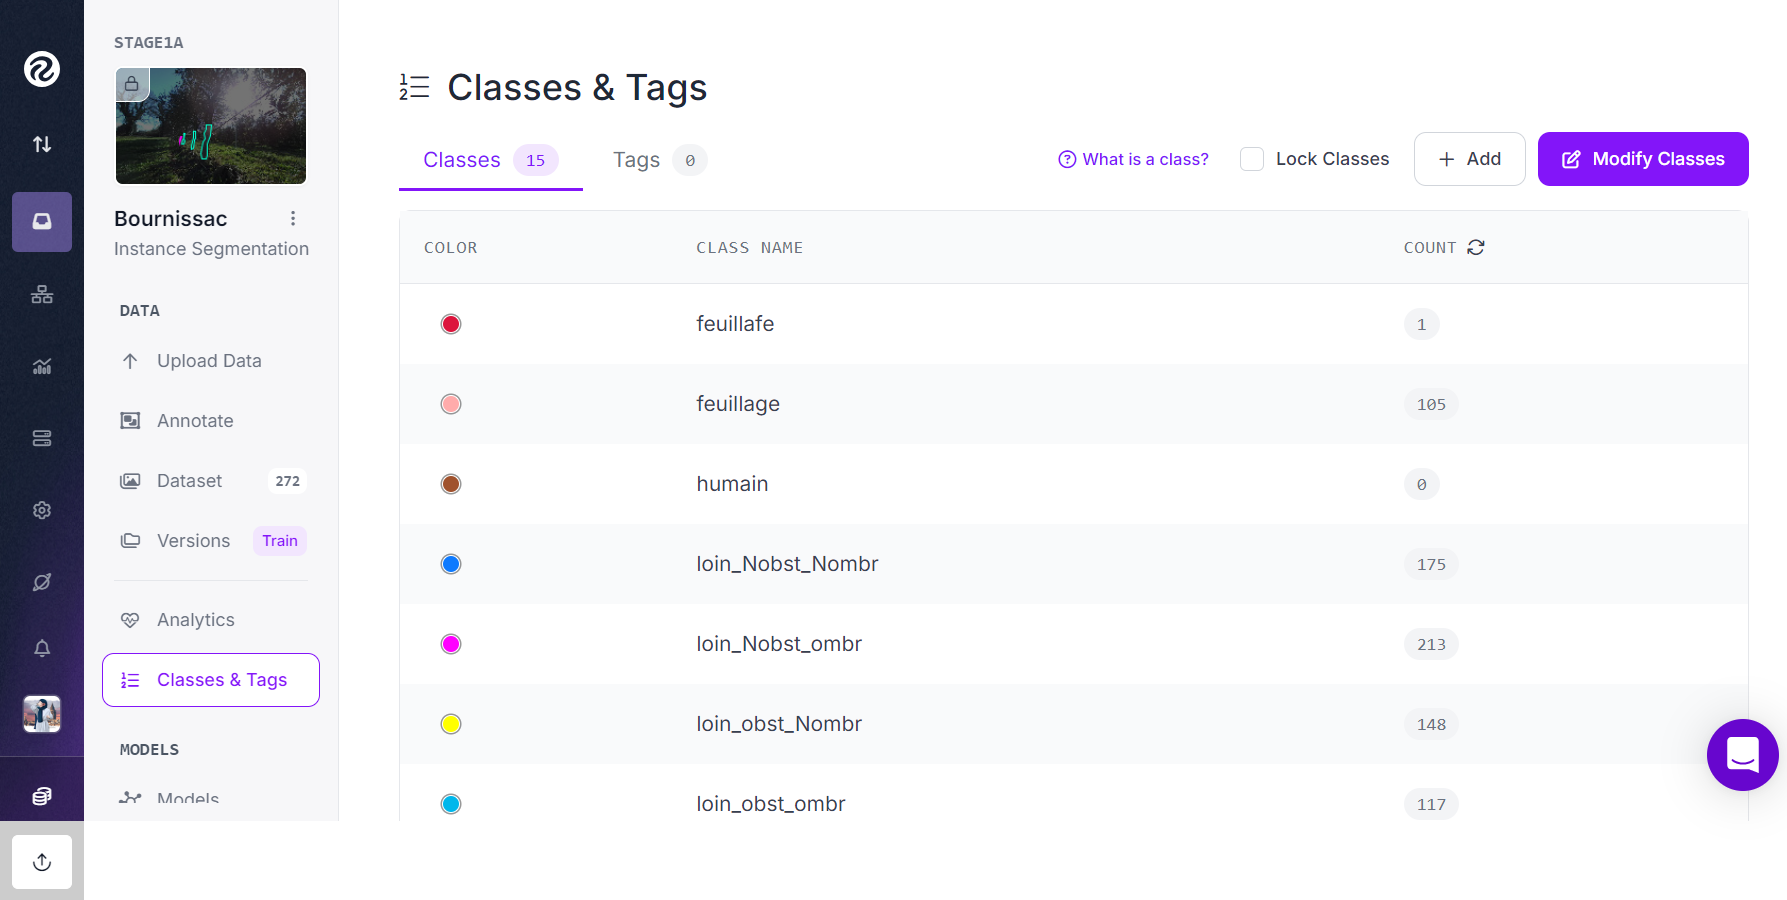 STAGE1A
Bournissac
Instance Segmentation
DATA
Upload Data
Annotate
Dataset 272
Versions Train
Analytics
Classes & Tags
MODELS
Models
Classes & Tags
Classes 15 Tags 0 What is a class? Lock Classes + Add Modify Classes
COLOR CLASS NAME COUNT
feuillafe 1
feuillage 105
humain 0
loin_Nobst_Nombr 175
loin_Nobst_ombr 213
loin_obst_Nombr 148
loin_obst_ombr 117